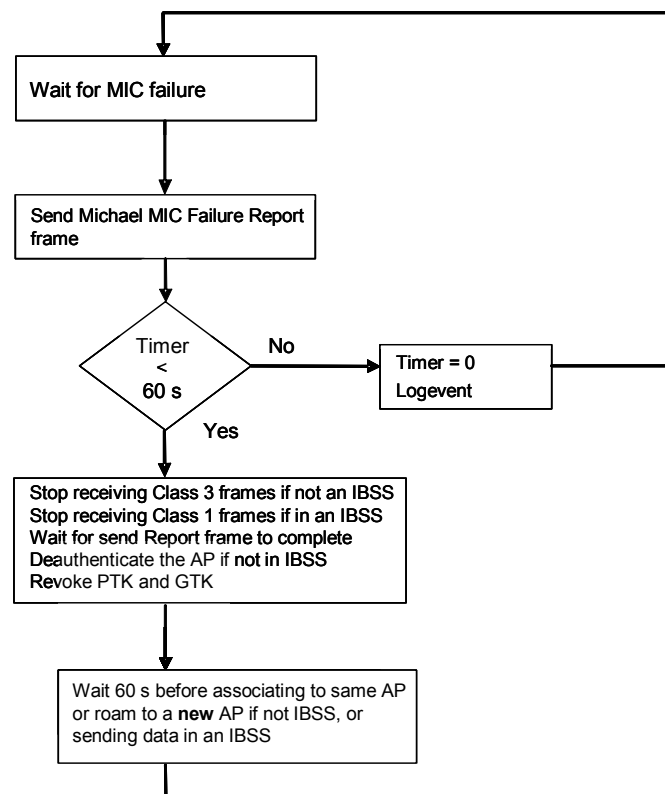 Wait for MIC failure
Send Michael MIC Failure Report
frame
Timer
<
60 s
No
Timer = 0
Logevent
Yes
Stop receiving Class 3 frames if not an IBSS
Stop receiving Class 1 frames if in an IBSS
Wait for send Report frame to complete
Deauthenticate the AP if not in IBSS
Revoke PTK and GTK
Wait 60 s before associating to same AP
or roam to a new AP if not IBSS, or
sending data in an IBSS